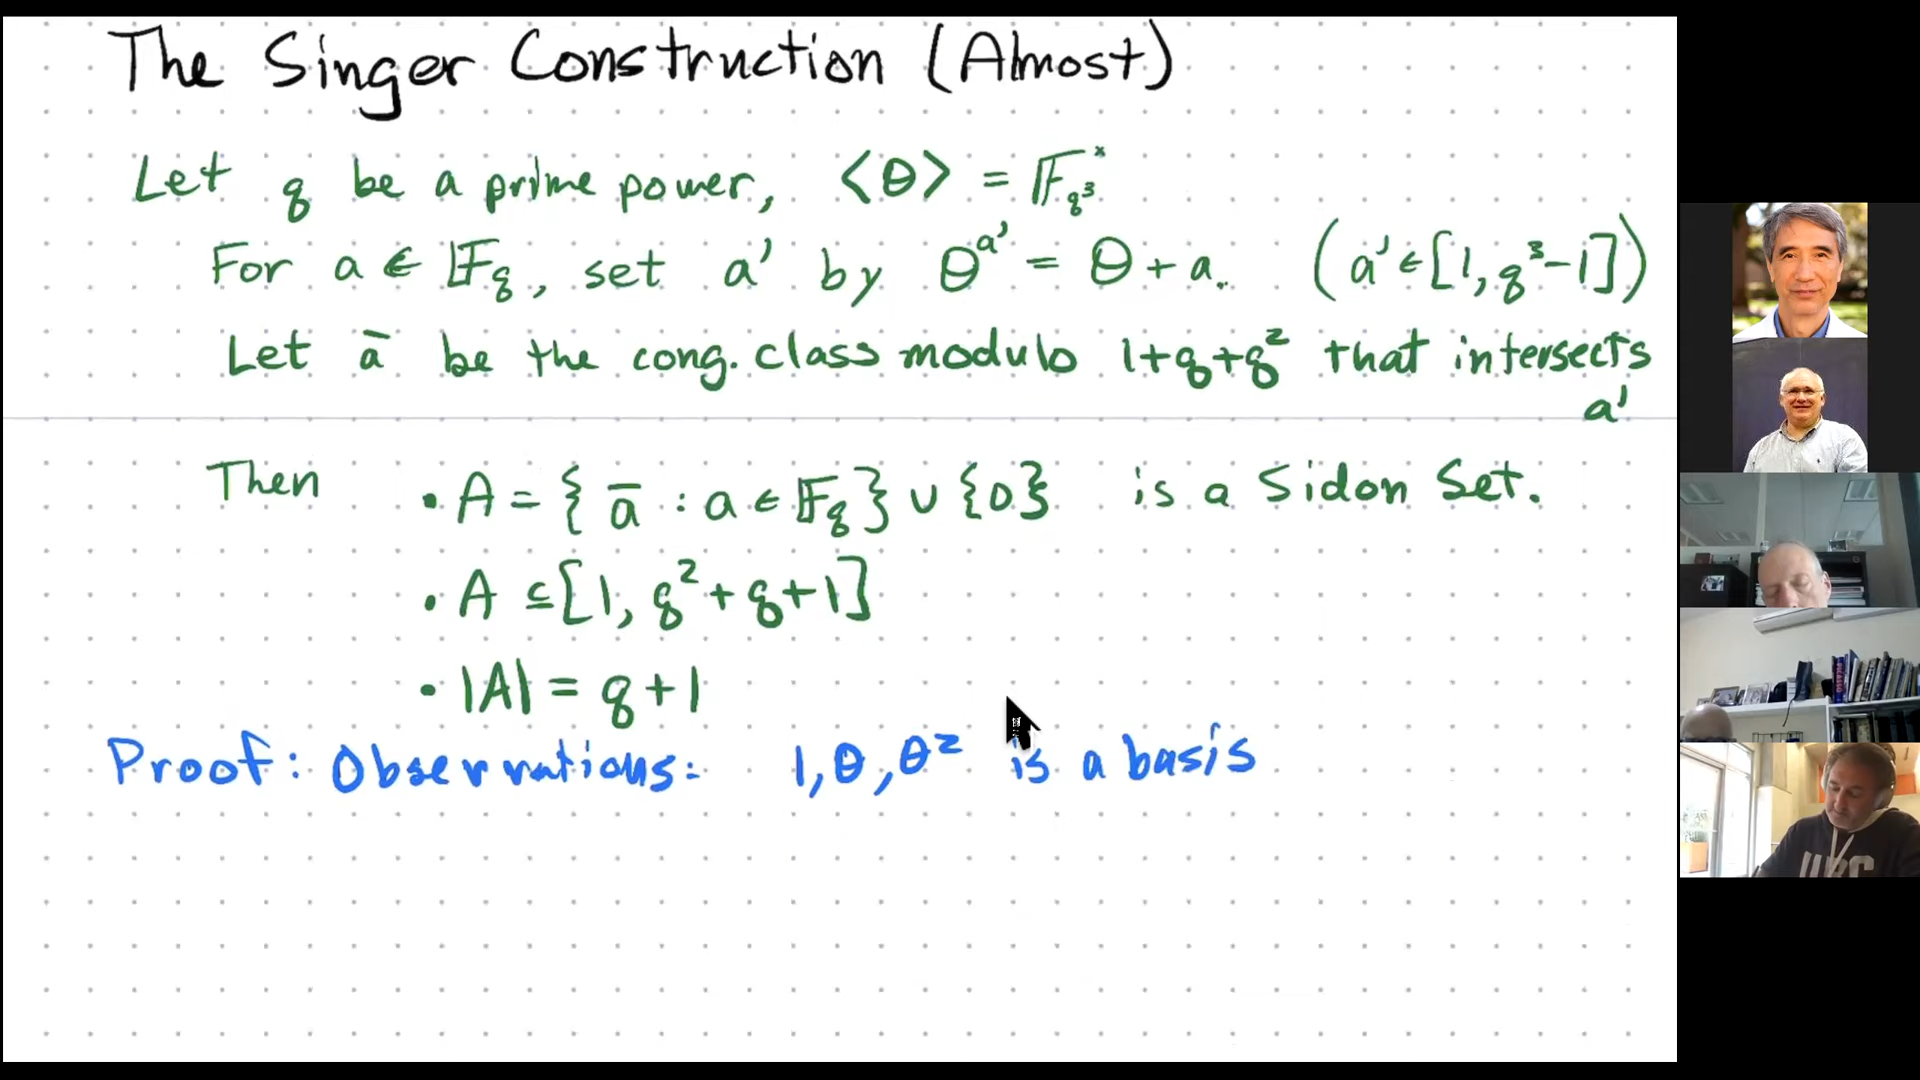 The Singer Construction (Almost)
Let q be a prime power, ⟨θ⟩ = 𝔽_{q³}^×
For a ∈ 𝔽_q, set a' by θ^{a'} = θ + a. (a' ∈ [1, q³-1])
Let ā be the cong. class modulo 1+q+q² that intersects
a'
Then • A = { ā : a ∈ 𝔽_q } ∪ {0} is a Sidon Set.
• A ⊆ [1, q²+q+1]
• |A| = q+1
Proof: Observations: 1, θ, θ² is a basis